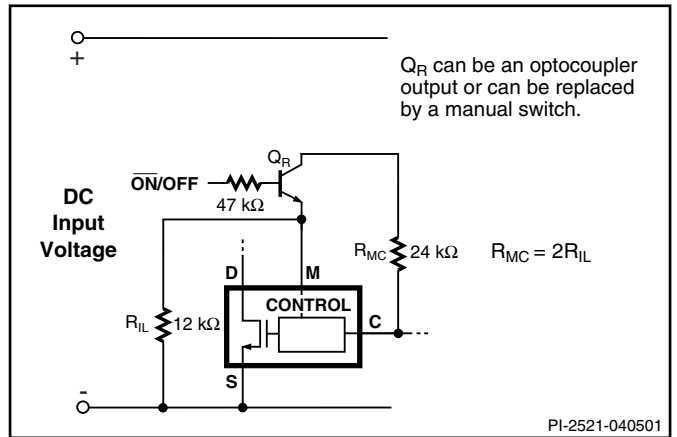 +
Q_R can be an optocoupler
output or can be replaced
by a manual switch.
Q_R
O̅N̅/OFF
47 kΩ
DC
Input
Voltage
R_MC 24 kΩ
R_MC = 2R_IL
D
M
CONTROL
C
R_IL 12 kΩ
S
-
PI-2521-040501